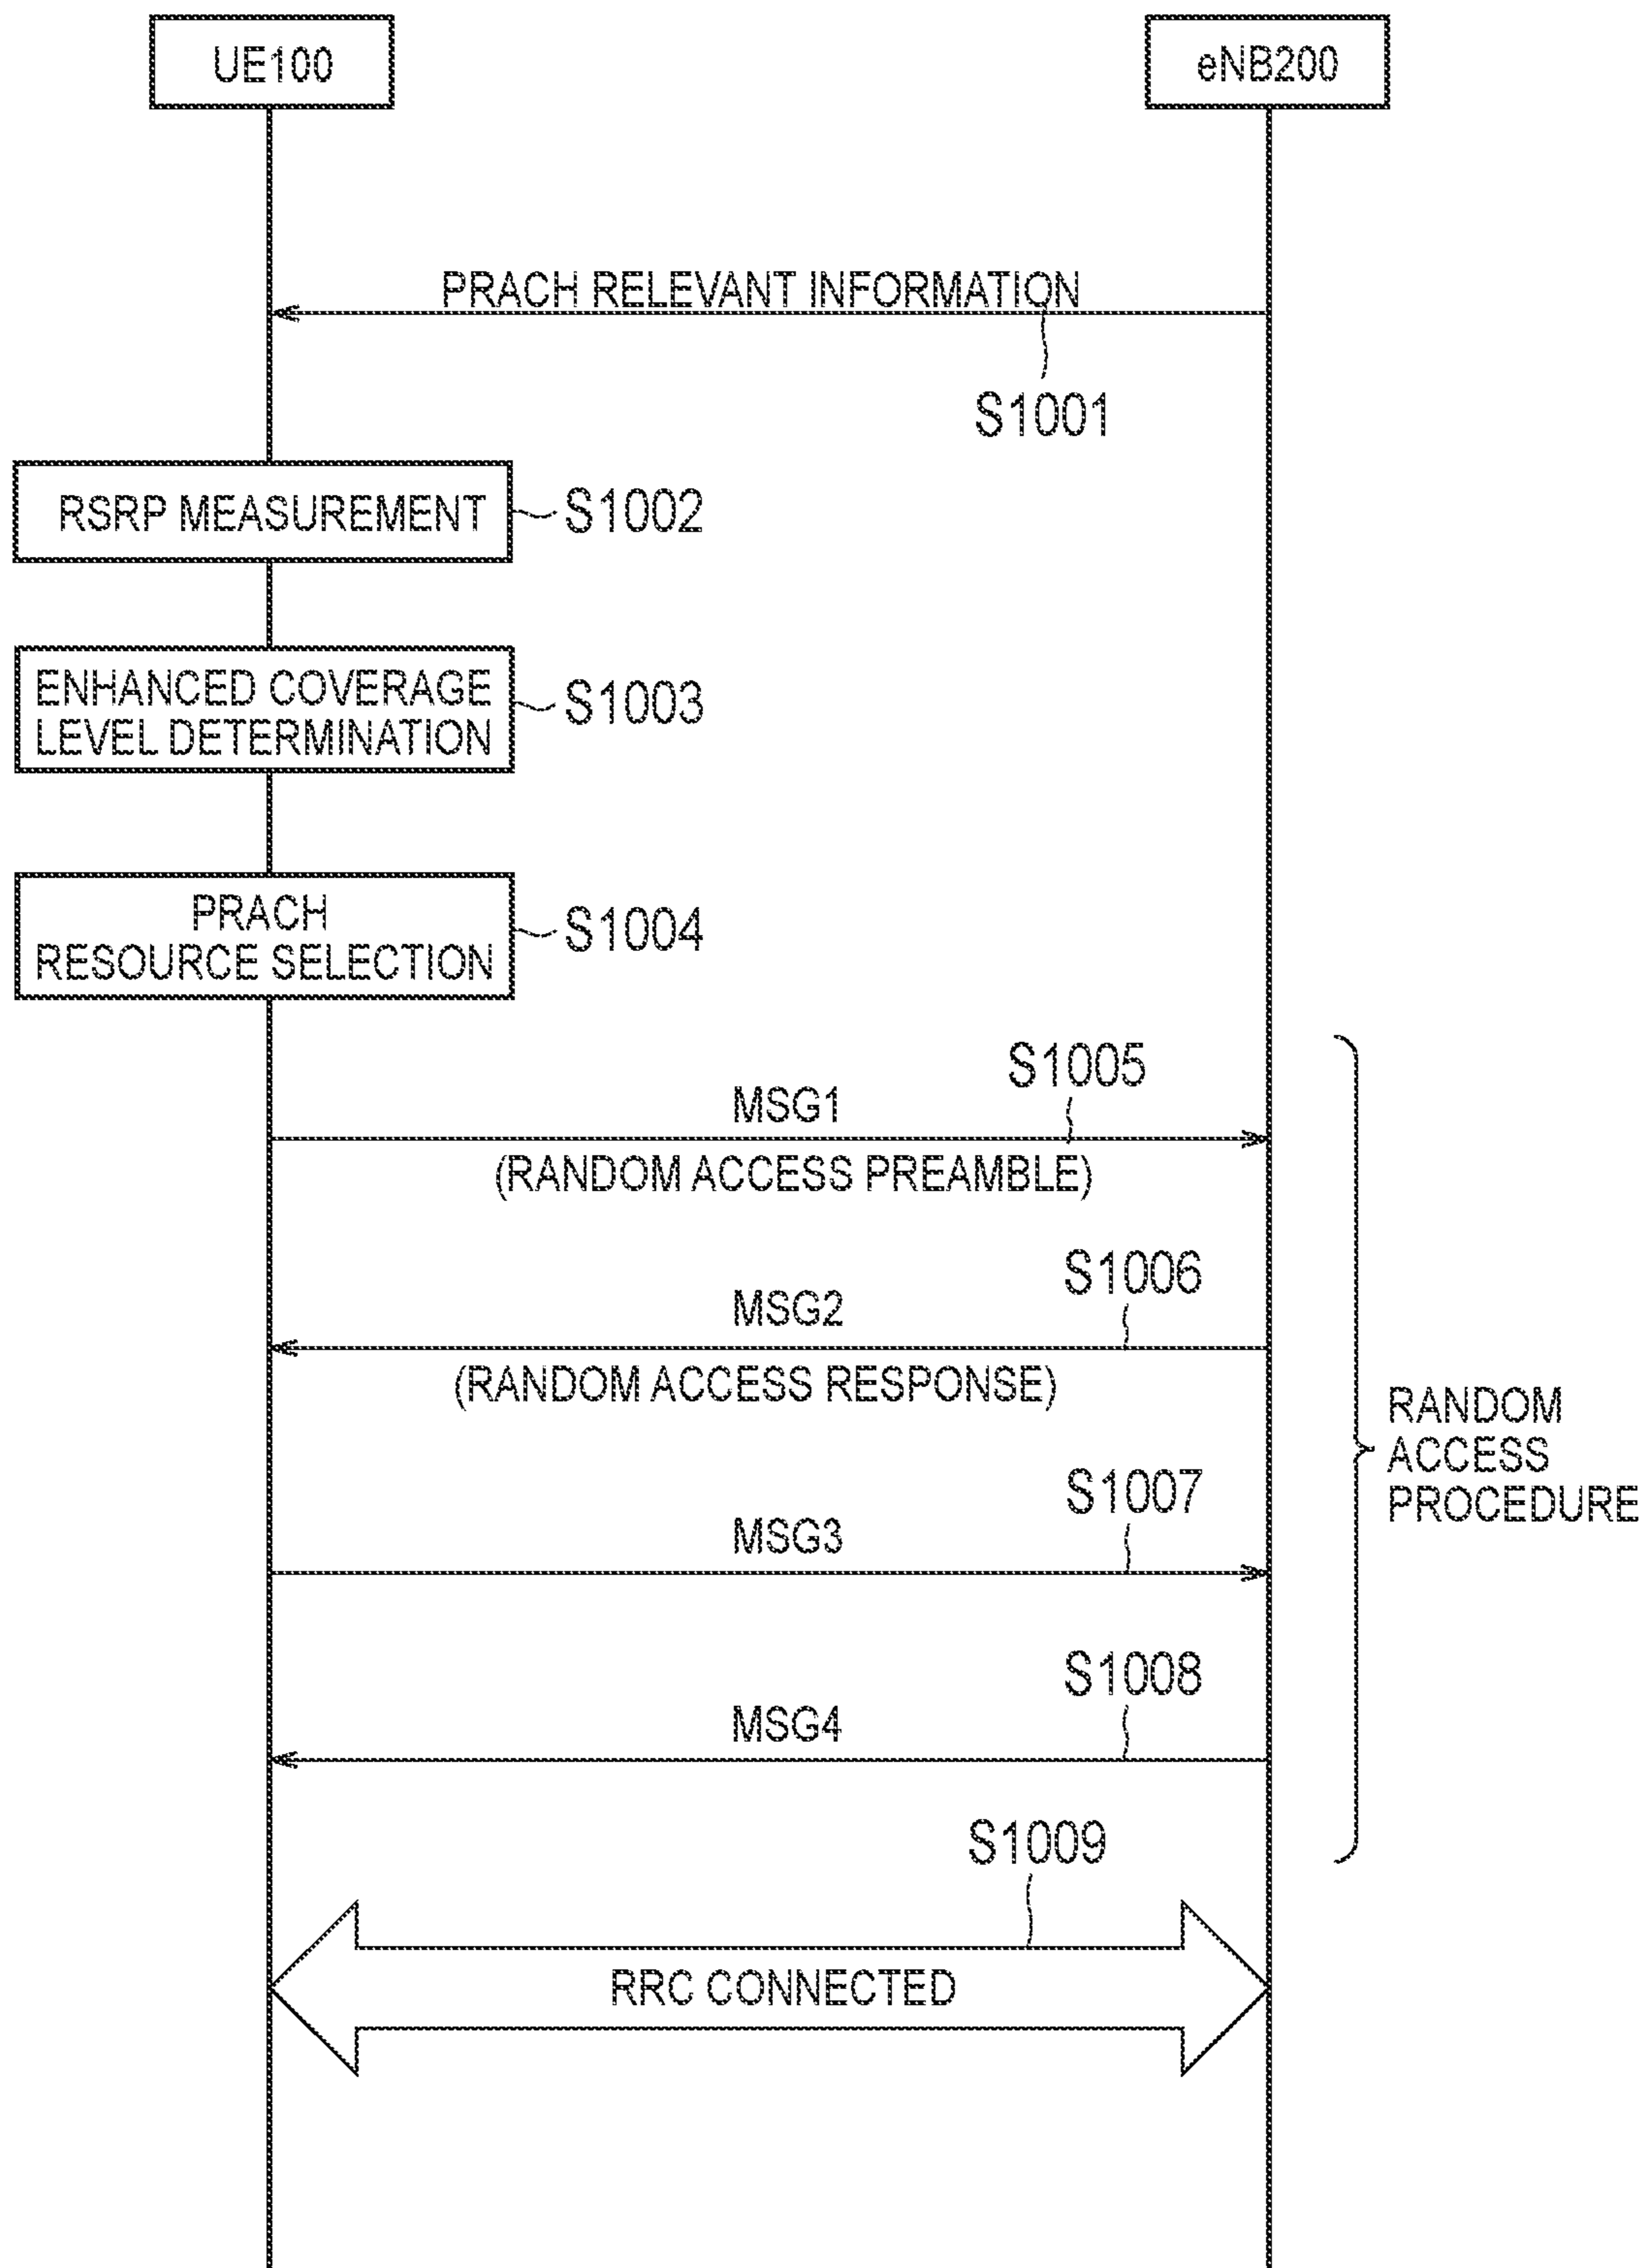 UE100
eNB200
PRACH RELEVANT INFORMATION
S1001
RSRP MEASUREMENT
S1002
ENHANCED COVERAGE
LEVEL DETERMINATION
S1003
PRACH
RESOURCE SELECTION
S1004
S1005
MSG1
(RANDOM ACCESS PREAMBLE)
S1006
MSG2
(RANDOM ACCESS RESPONSE)
RANDOM
ACCESS
PROCEDURE
S1007
MSG3
S1008
MSG4
S1009
RRC CONNECTED